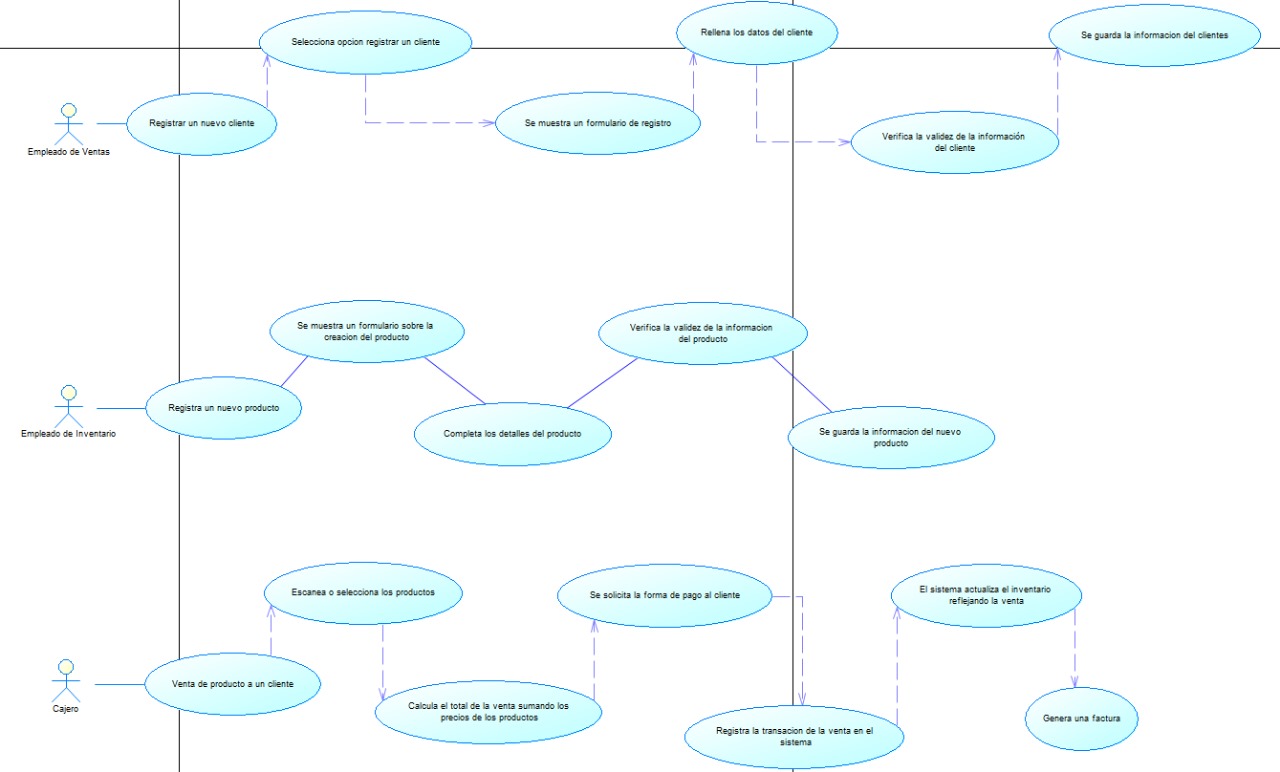 Selecciona opcion registrar un cliente
Rellena los datos del cliente
Se guarda la informacion del clientes
Registrar un nuevo cliente
Se muestra un formulario de registro
Verifica la validez de la información
del cliente
Empleado de Ventas
Se muestra un formulario sobre la
creacion del producto
Verifica la validez de la informacion
del producto
Registra un nuevo producto
Completa los detalles del producto
Se guarda la informacion del nuevo
producto
Empleado de Inventario
Escanea o selecciona los productos
Se solicita la forma de pago al cliente
El sistema actualiza el inventario
reflejando la venta
Venta de producto a un cliente
Calcula el total de la venta sumando los
precios de los productos
Registra la transacion de la venta en el
sistema
Genera una factura
Cajero